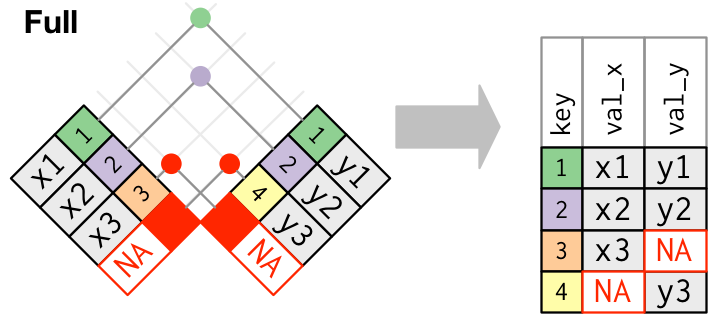 Full
1 x1
2 x2
3 x3
NA
1 y1
2 y2
4 y3
NA
key val_x val_y
1 x1 y1
2 x2 y2
3 x3 NA
4 NA y3